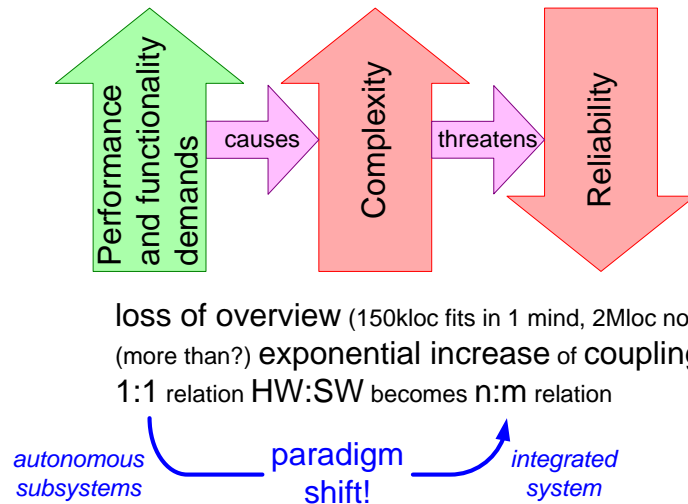 Performance
and functionality
demands
causes
Complexity
threatens
Reliability
loss of overview (150kloc fits in 1 mind, 2Mloc no
(more than?) exponential increase of coupling
1:1 relation HW:SW becomes n:m relation
autonomous
subsystems
paradigm
shift!
integrated
system